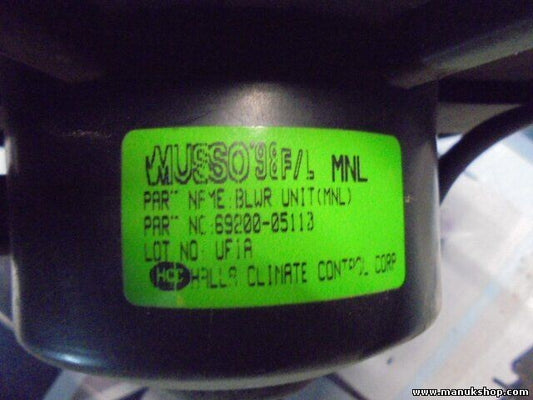 MUSSO '98 F/L MNL
PART NAME:BLWR UNIT(MNL)
PART NO:69200-05113
LOT NO: UF1A
HCC HALLA CLIMATE CONTROL CORP
www.manukshop.com